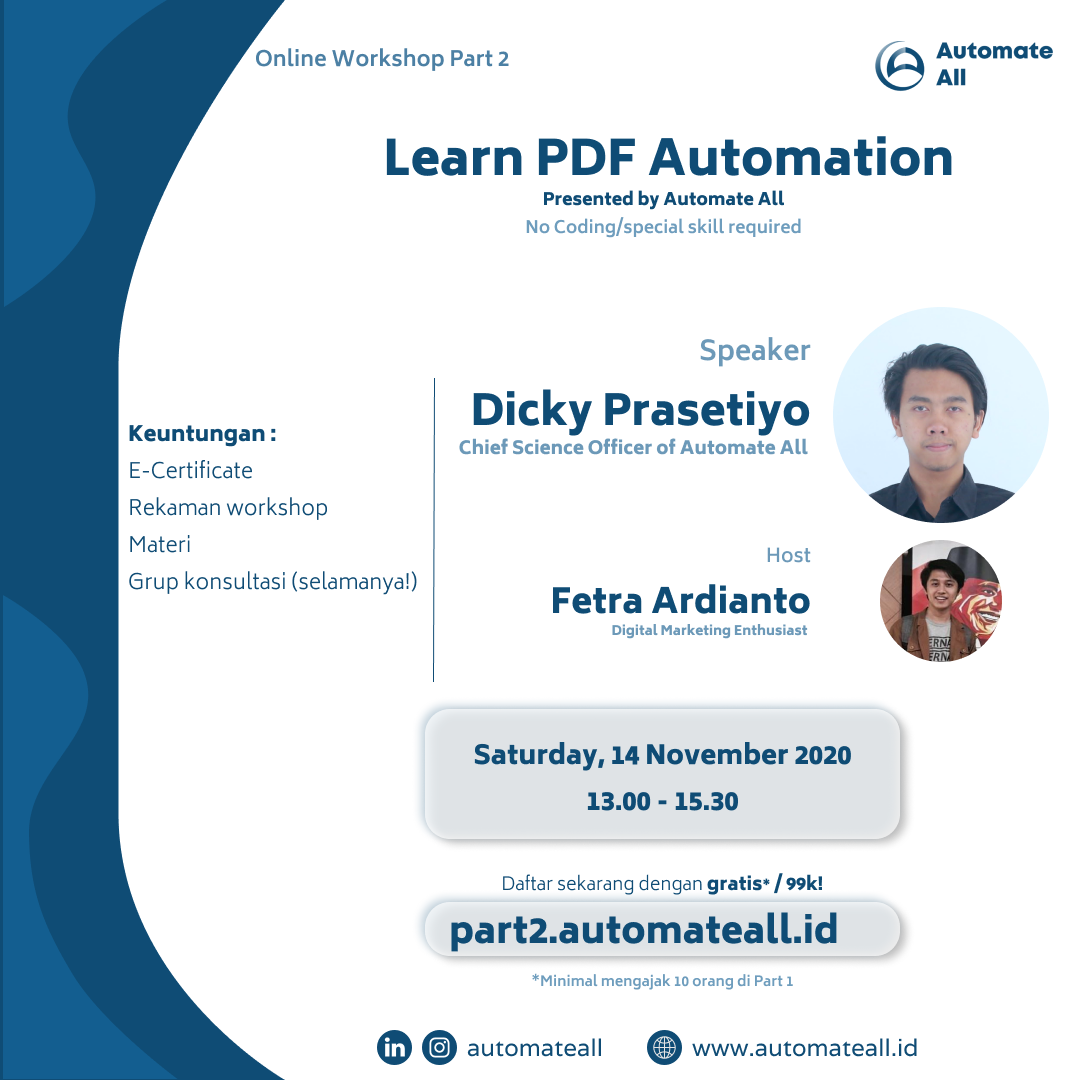 Online Workshop Part 2
Automate
All
Learn PDF Automation
Presented by Automate All
No Coding/special skill required
Speaker
Dicky Prasetiyo
Chief Science Officer of Automate All
Keuntungan :
E-Certificate
Rekaman workshop
Materi
Grup konsultasi (selamanya!)
Host
Fetra Ardianto
Digital Marketing Enthusiast
Saturday, 14 November 2020
13.00 - 15.30
Daftar sekarang dengan gratis* / 99k!
part2.automateall.id
*Minimal mengajak 10 orang di Part 1
automateall
www.automateall.id